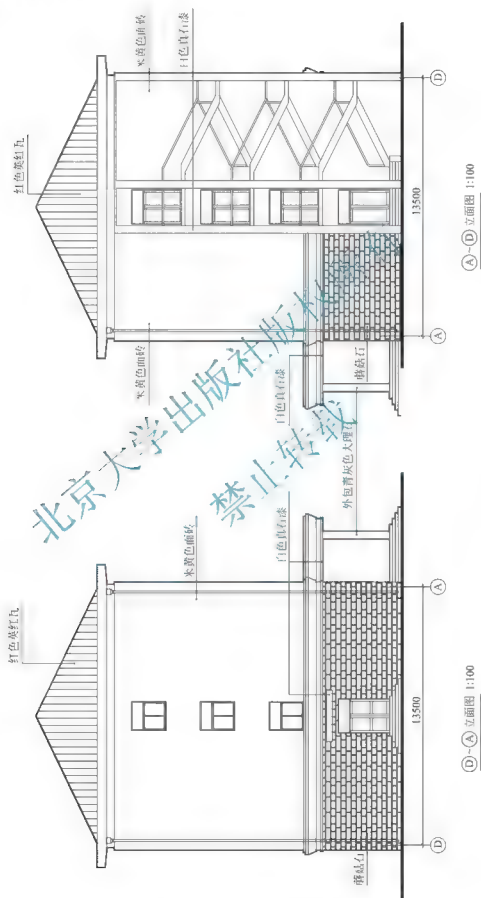 红色英红瓦
米黄色面砖
白色真石漆
Ⓓ
13500
Ⓐ
Ⓐ~Ⓓ 立面图 1:100
米黄色面砖
白色真石漆
蘑菇石
外包青灰色大理石
红色英红瓦
米黄色面砖
白色真石漆
蘑菇石
Ⓐ
13500
Ⓓ
Ⓓ~Ⓐ 立面图 1:100
北京大学出版社版权所有
禁止转载